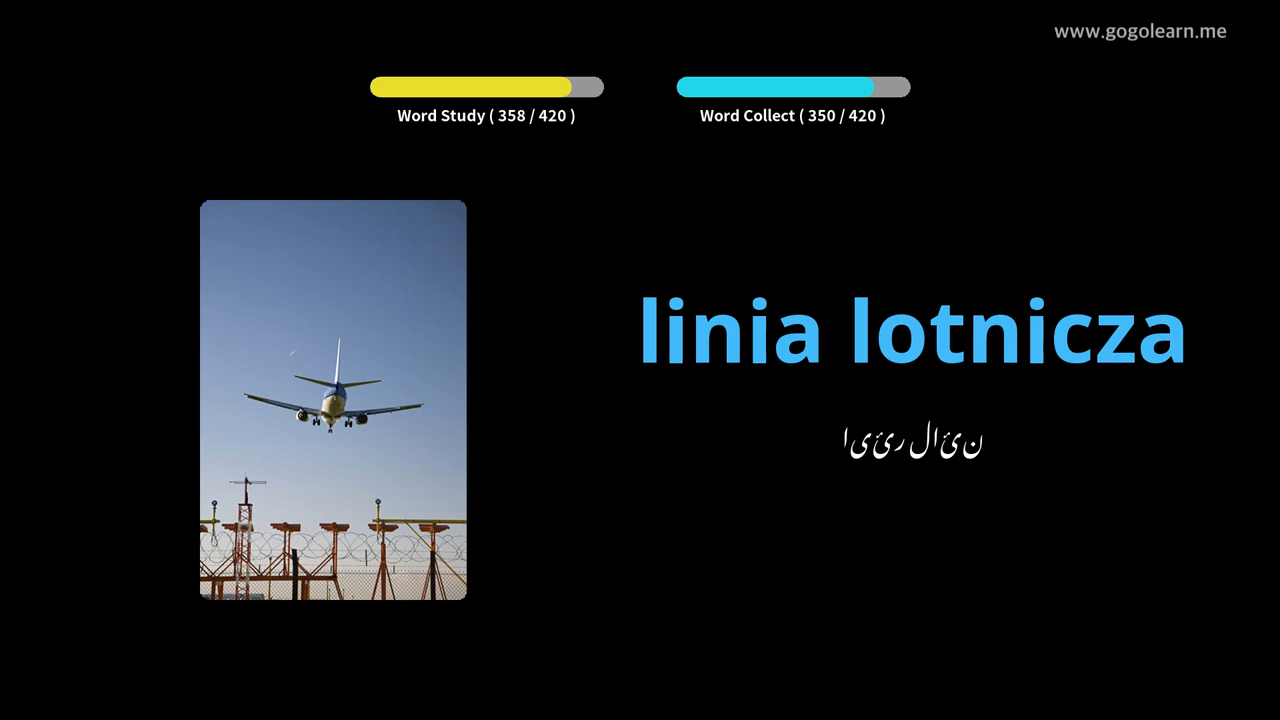 www.gogolearn.me
Word Study ( 358 / 420 )
Word Collect ( 350 / 420 )
linia lotnicza
ایئر لائن